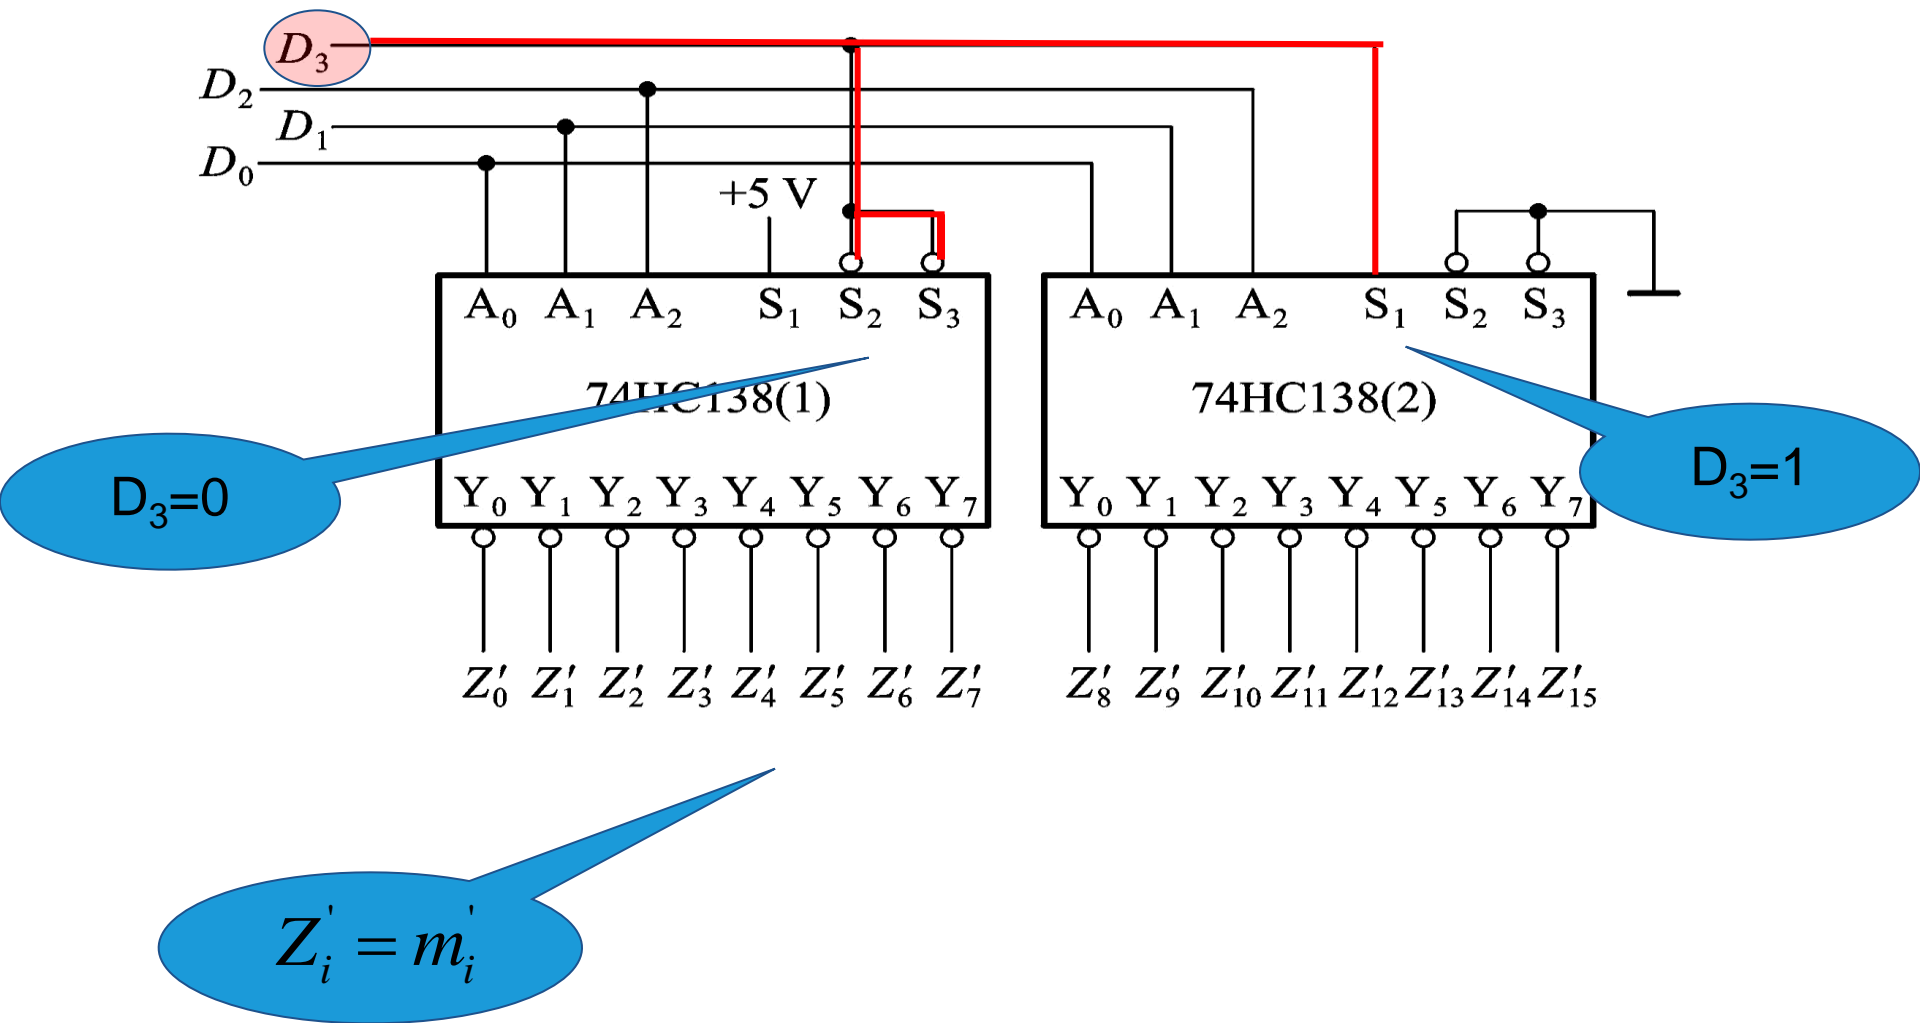 D₃
D₂
D₁
D₀
+5 V
A₀ A₁ A₂ S₁ S₂ S₃
A₀ A₁ A₂ S₁ S₂ S₃
74HC138(1)
74HC138(2)
D₃=0
D₃=1
Y₀ Y₁ Y₂ Y₃ Y₄ Y₅ Y₆ Y₇
Y₀ Y₁ Y₂ Y₃ Y₄ Y₅ Y₆ Y₇
Z′₀ Z′₁ Z′₂ Z′₃ Z′₄ Z′₅ Z′₆ Z′₇
Z′₈ Z′₉ Z′₁₀ Z′₁₁ Z′₁₂ Z′₁₃ Z′₁₄ Z′₁₅
Z'ᵢ = m'ᵢ